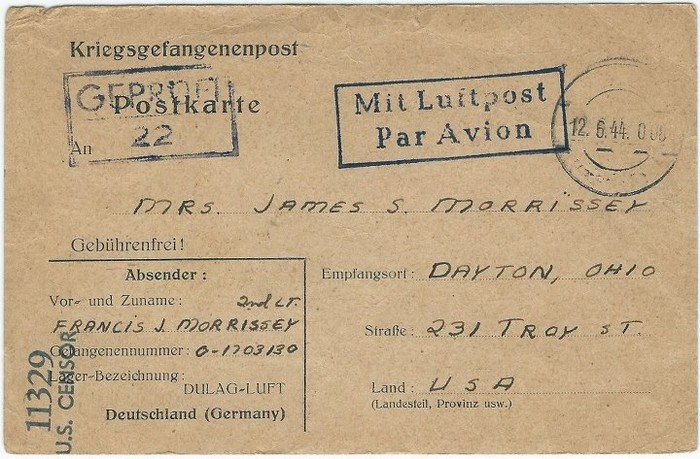 Kriegsgefangenenpost
GEPRÜFT
Postkarte
22
An
Mit Luftpost
Par Avion
12.6.44.
MRS. JAMES S. MORRISSEY
Gebührenfrei!
Absender:
Vor- und Zuname: 2nd LT.
FRANCIS J. MORRISSEY
Gefangenennummer: O-1703130
Lager-Bezeichnung:
DULAG-LUFT
Deutschland (Germany)
Empfangsort: DAYTON, OHIO
Straße: 231 TROY ST.
Land: USA
(Landesteil, Provinz usw.)
11329
U.S. CENSOR